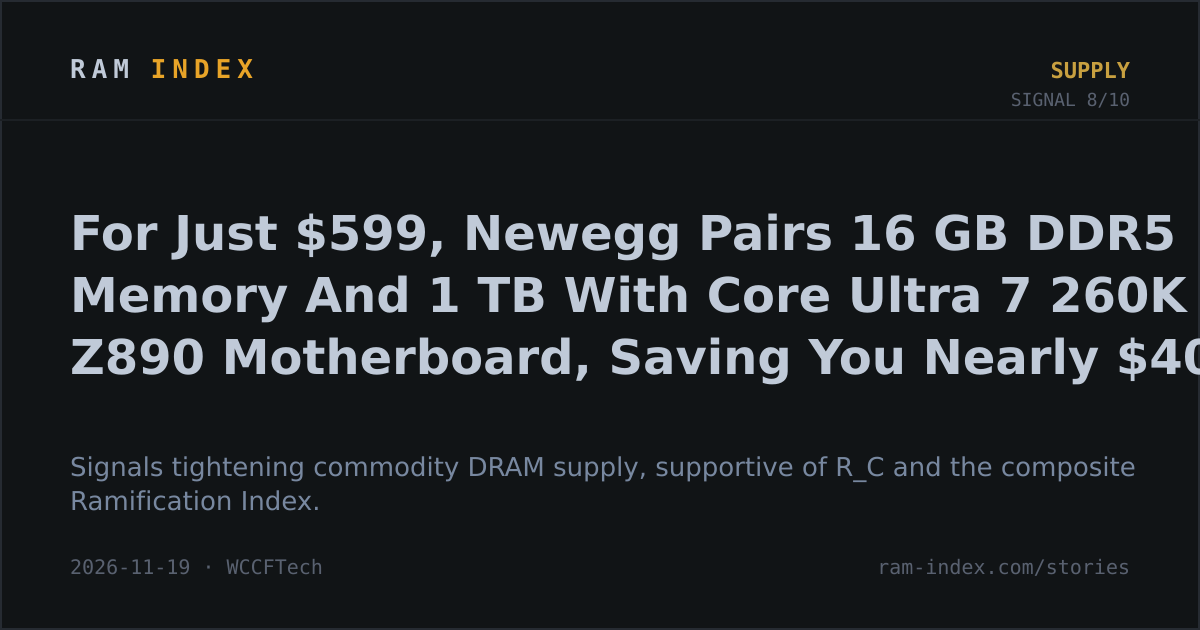 RAM INDEX
SUPPLY
SIGNAL 8/10
For Just $599, Newegg Pairs 16 GB DDR5
Memory And 1 TB With Core Ultra 7 260K
Z890 Motherboard, Saving You Nearly $40
Signals tightening commodity DRAM supply, supportive of R_C and the composite
Ramification Index.
2026-11-19 · WCCFTech
ram-index.com/stories